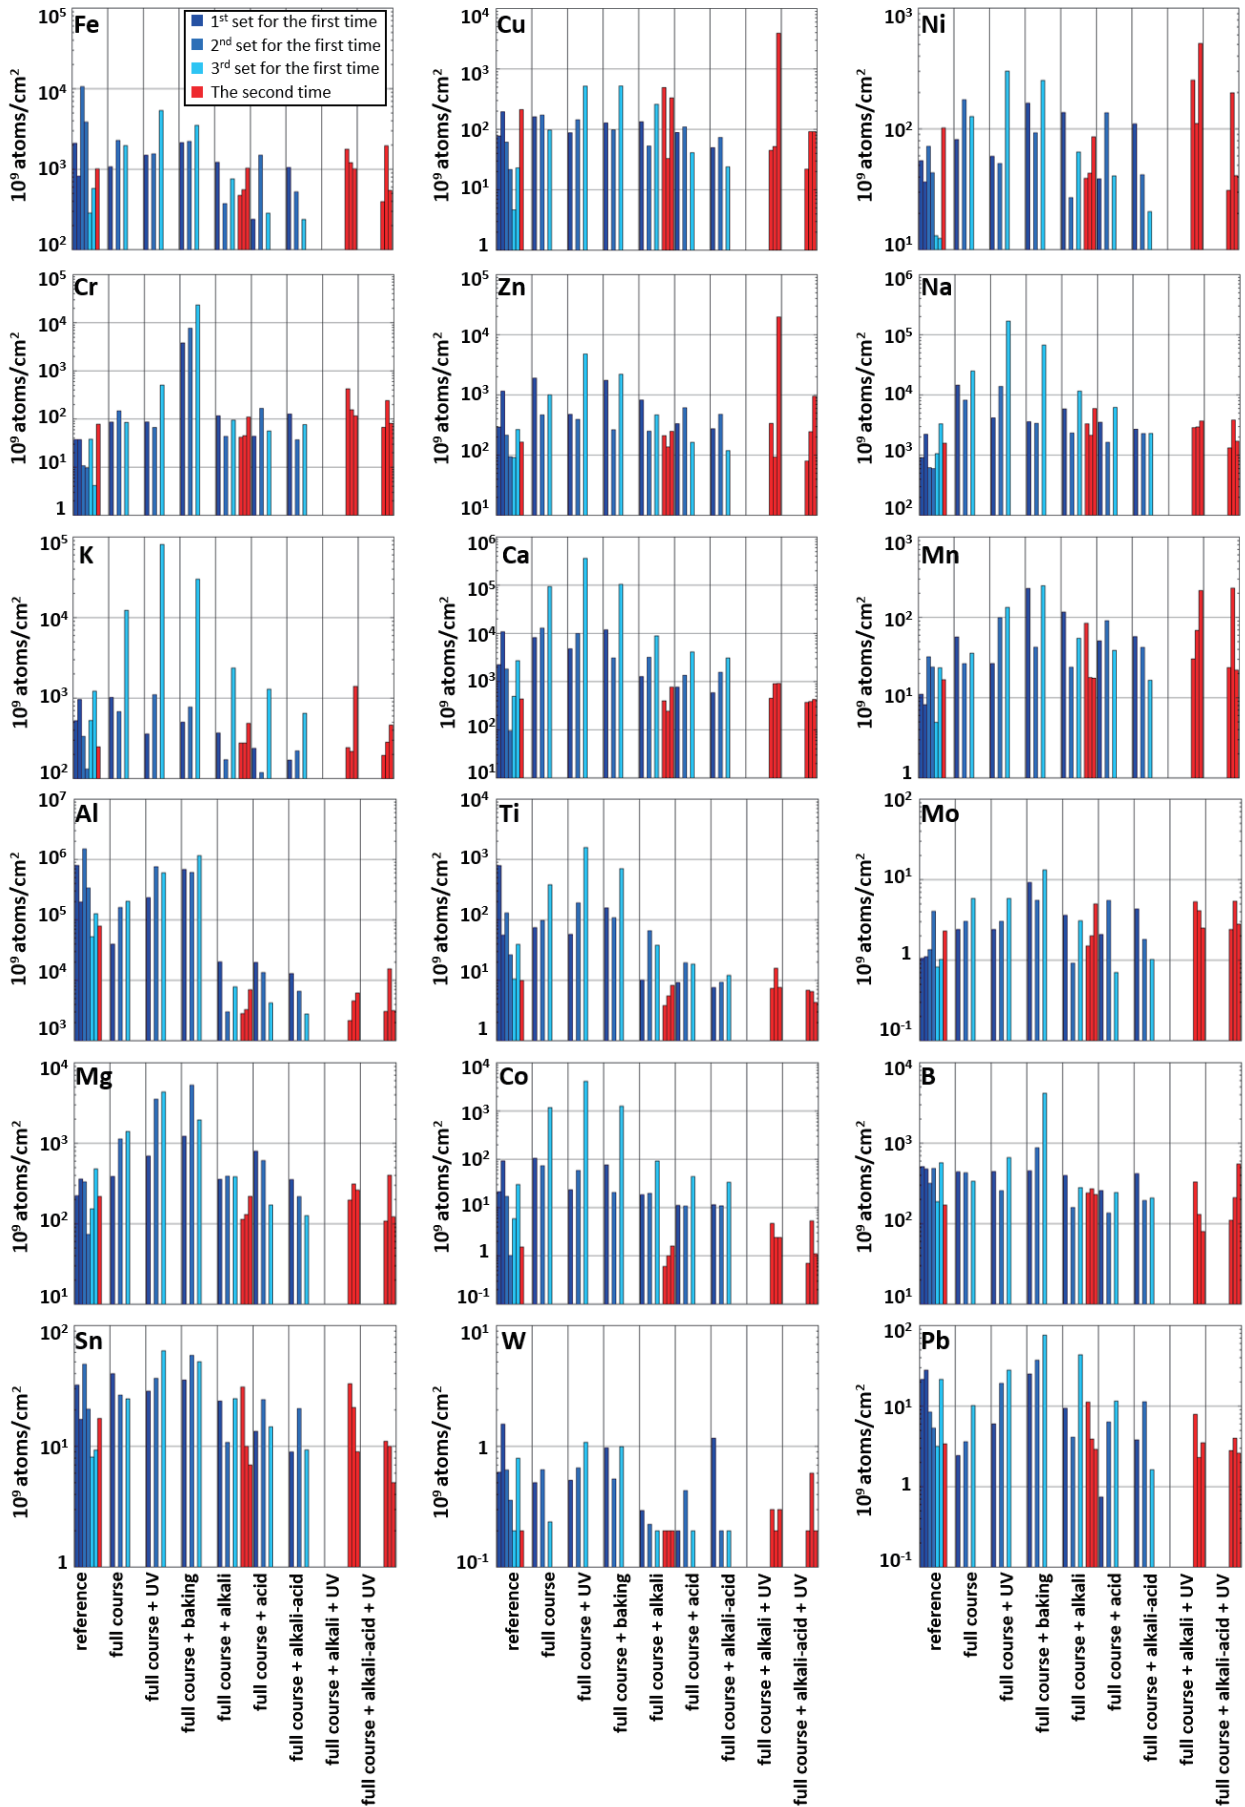 Fe
10⁵
10⁴
10³
10²
10⁹ atoms/cm²
1ˢᵗ set for the first time
2ⁿᵈ set for the first time
3ʳᵈ set for the first time
The second time
Cu
10⁴
10³
10²
10¹
1
10⁹ atoms/cm²
Ni
10³
10²
10¹
10⁹ atoms/cm²
Cr
10⁵
10⁴
10³
10²
10¹
1
10⁹ atoms/cm²
Zn
10⁵
10⁴
10³
10²
10¹
10⁹ atoms/cm²
Na
10⁶
10⁵
10⁴
10³
10²
10⁹ atoms/cm²
K
10⁵
10⁴
10³
10²
10⁹ atoms/cm²
Ca
10⁶
10⁵
10⁴
10³
10²
10¹
10⁹ atoms/cm²
Mn
10³
10²
10¹
1
10⁹ atoms/cm²
Al
10⁷
10⁶
10⁵
10⁴
10³
10⁹ atoms/cm²
Ti
10⁴
10³
10²
10¹
1
10⁹ atoms/cm²
Mo
10²
10¹
1
10⁻¹
10⁹ atoms/cm²
Mg
10⁴
10³
10²
10¹
10⁹ atoms/cm²
Co
10⁴
10³
10²
10¹
1
10⁻¹
10⁹ atoms/cm²
B
10⁴
10³
10²
10¹
10⁹ atoms/cm²
Sn
10²
10¹
1
10⁹ atoms/cm²
W
10¹
1
10⁻¹
10⁹ atoms/cm²
Pb
10²
10¹
1
10⁻¹
10⁹ atoms/cm²
reference
full course
full course + UV
full course + baking
full course + alkali
full course + acid
full course + alkali-acid
full course + alkali + UV
full course + alkali-acid + UV
reference
full course
full course + UV
full course + baking
full course + alkali
full course + acid
full course + alkali-acid
full course + alkali + UV
full course + alkali-acid + UV
reference
full course
full course + UV
full course + baking
full course + alkali
full course + acid
full course + alkali-acid
full course + alkali + UV
full course + alkali-acid + UV